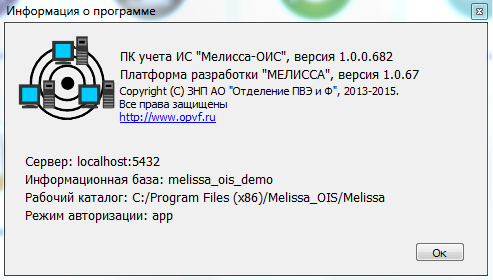 Информация о программе
ПК учета ИС "Мелисса-ОИС", версия 1.0.0.682
Платформа разработки "МЕЛИССА", версия 1.0.67
Copyright (C) ЗНП АО "Отделение ПВЭ и Ф", 2013-2015.
Все права защищены
http://www.opvf.ru
Сервер: localhost:5432
Информационная база: melissa_ois_demo
Рабочий каталог: C:/Program Files (x86)/Melissa_OIS/Melissa
Режим авторизации: app
Ок